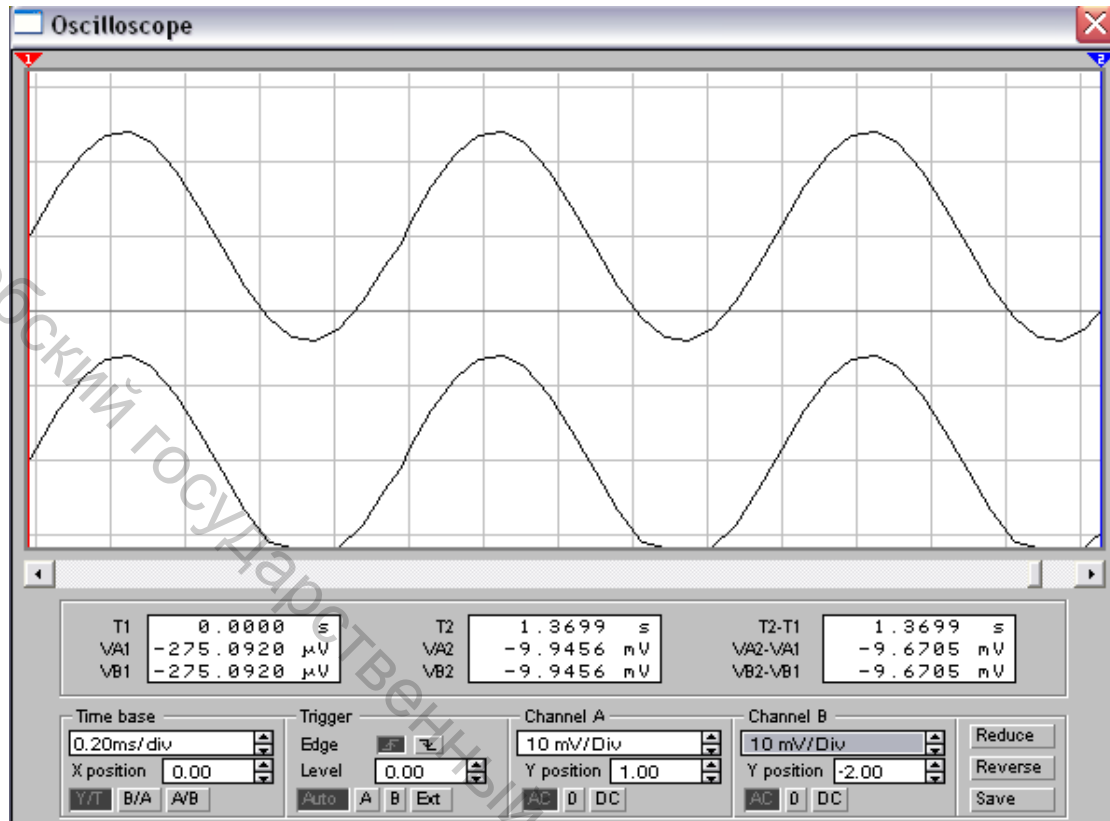 Oscilloscope
1 2
T1 0.0000 s T2 1.3699 s T2-T1 1.3699 s
VA1 -275.0920 µV VA2 -9.9456 mV VA2-VA1 -9.6705 mV
VB1 -275.0920 µV VB2 -9.9456 mV VB2-VB1 -9.6705 mV
Time base Trigger Channel A Channel B
0.20ms/div Edge 10 mV/Div 10 mV/Div Reduce
X position 0.00 Level 0.00 Y position 1.00 Y position -2.00 Reverse
Y/T B/A A/B Auto A B Ext AC 0 DC AC 0 DC Save
государственный